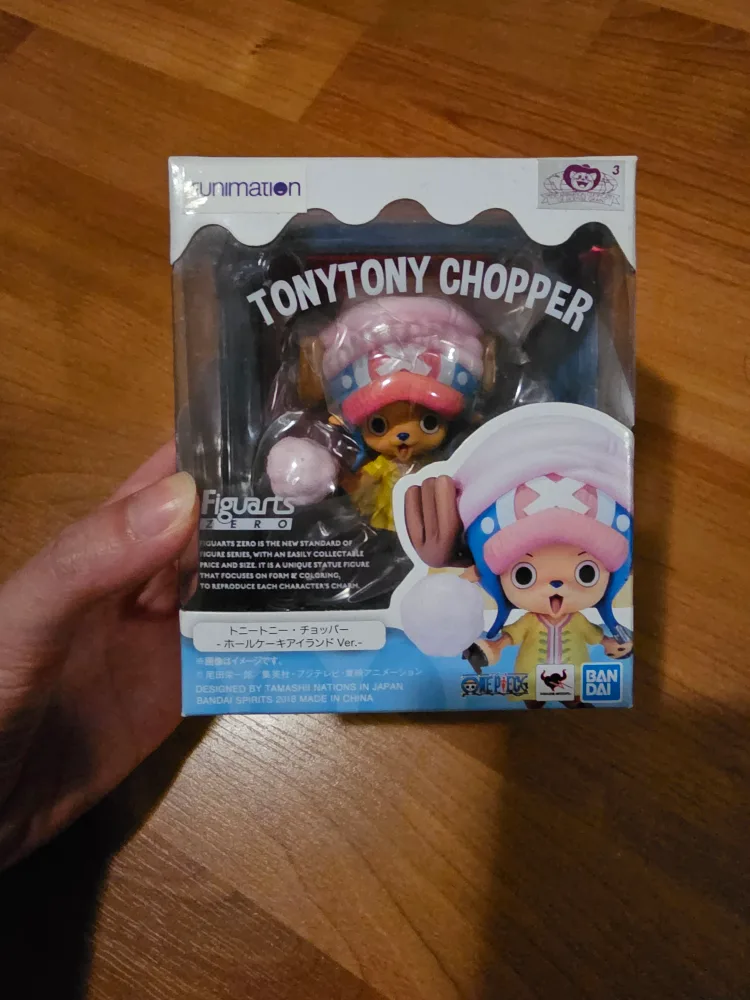 FUNiMATiON
3
TONYTONY CHOPPER
Figuarts
ZERO
FIGUARTS ZERO IS THE NEW STANDARD OF
FIGURE SERIES, WITH AN EASILY COLLECTABLE
PRICE AND SIZE. IT IS A UNIQUE STATUE FIGURE
THAT FOCUSES ON FORM & COLORING,
TO REPRODUCE EACH CHARACTER'S CHARM.
トニートニー・チョッパー
-ホールケーキアイランド Ver.-
※画像はイメージです。
©尾田栄一郎/集英社・フジテレビ・東映アニメーション
DESIGNED BY TAMASHII NATIONS IN JAPAN
BANDAI SPIRITS 2018 MADE IN CHINA
ONE PIECE
BAN
DAI